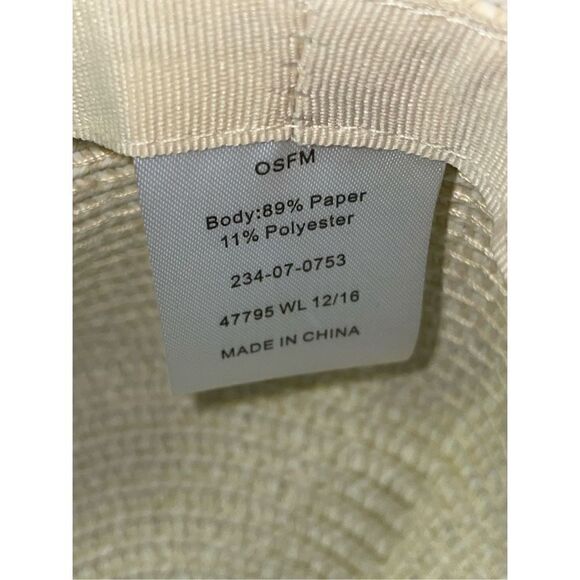 OSFM
Body:89% Paper
11% Polyester
234-07-0753
47795 WL 12/16
MADE IN CHINA